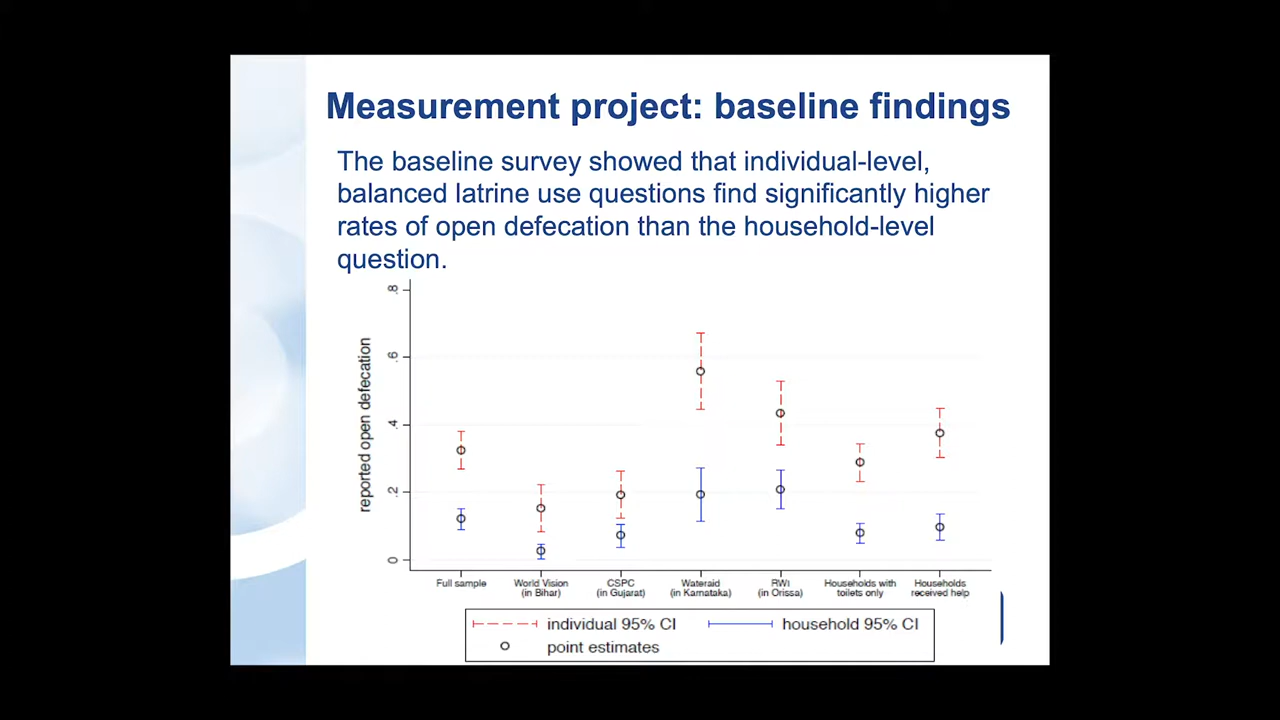 Measurement project: baseline findings
The baseline survey showed that individual-level,
balanced latrine use questions find significantly higher
rates of open defecation than the household-level
question.
reported open defecation
.8
.6
.4
.2
0
Full sample
World Vision
(in Bihar)
CSPC
(in Gujarat)
Wateraid
(in Karnataka)
RWI
(in Orissa)
Households with
toilets only
Households
received help
individual 95% CI
household 95% CI
point estimates